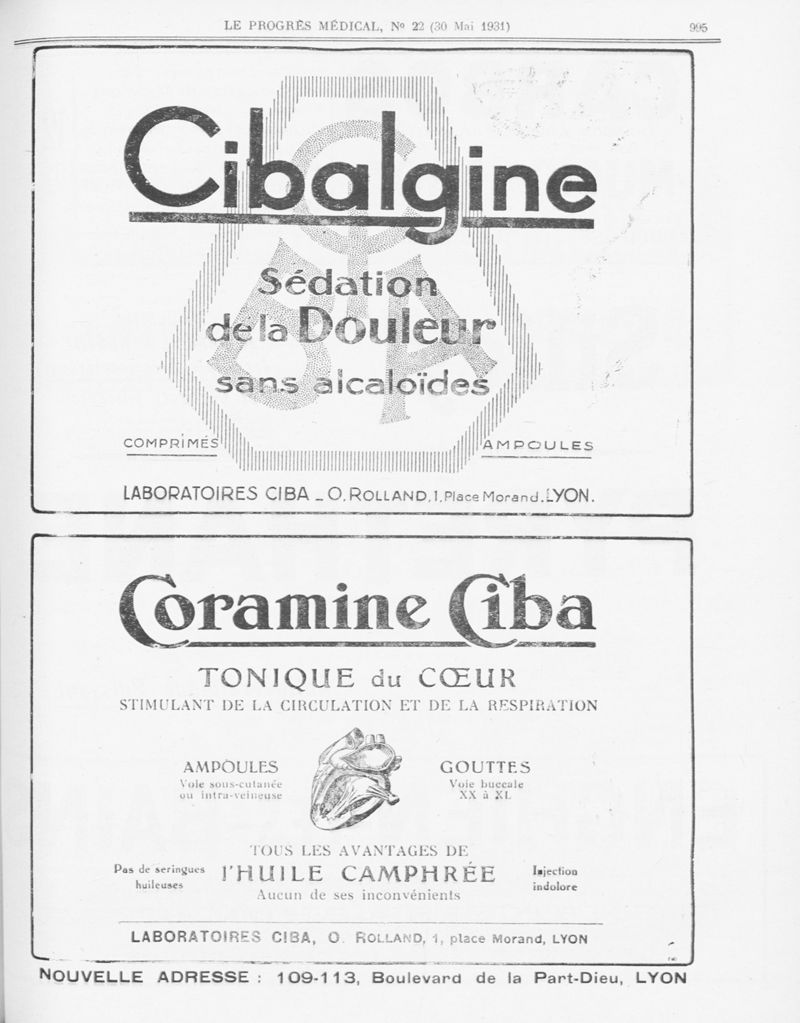 LE PROGRÈS MÉDICAL, Nº 22 (30 Mai 1931) 995
Cibalgine
CIBA
Sédation
de la Douleur
sans alcaloïdes
COMPRIMÉS AMPOULES
LABORATOIRES CIBA _ O. ROLLAND, 1, Place Morand. LYON.
Coramine Ciba
TONIQUE du CŒUR
STIMULANT DE LA CIRCULATION ET DE LA RESPIRATION
AMPOULES
Voie sous-cutanée
ou intra-veineuse
GOUTTES
Voie buccale
XX à XL
TOUS LES AVANTAGES DE
Pas de seringues
huileuses
l'HUILE CAMPHRÉE
Injection
indolore
Aucun de ses inconvénients
LABORATOIRES CIBA, O. ROLLAND, 1, place Morand, LYON
NOUVELLE ADRESSE : 109-113, Boulevard de la Part-Dieu, LYON